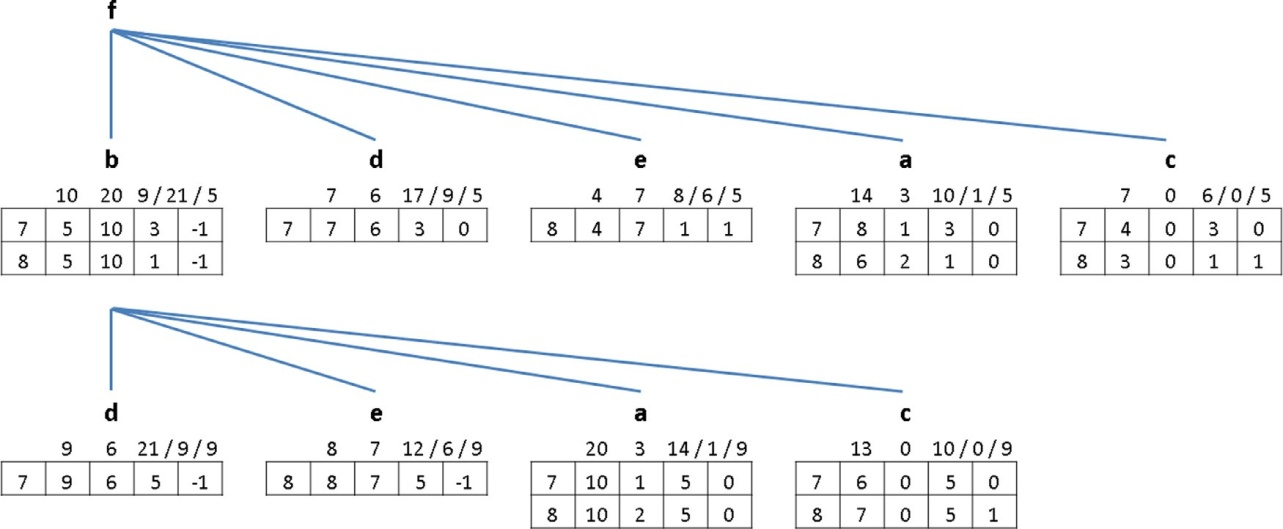 f
b d e a c
10 20 9 / 21 / 5 7 6 17 / 9 / 5 4 7 8 / 6 / 5 14 3 10 / 1 / 5 7 0 6 / 0 / 5
7 5 10 3 -1 7 7 6 3 0 8 4 7 1 1 7 8 1 3 0 7 4 0 3 0
8 5 10 1 -1 8 6 2 1 0 8 3 0 1 1
d e a c
9 6 21 / 9 / 9 8 7 12 / 6 / 9 20 3 14 / 1 / 9 13 0 10 / 0 / 9
7 9 6 5 -1 8 8 7 5 -1 7 10 1 5 0 7 6 0 5 0
8 10 2 5 0 8 7 0 5 1